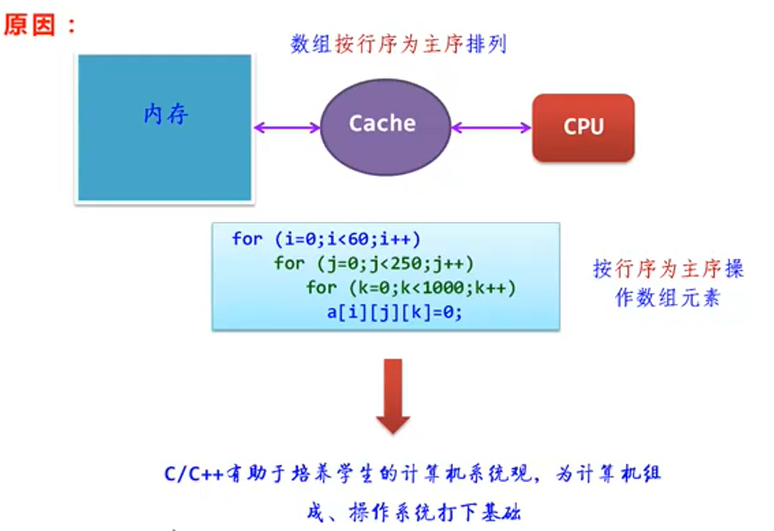 原因：
数组按行序为主序排列
内存
Cache
CPU
for (i=0;i<60;i++)
for (j=0;j<250;j++)
for (k=0;k<1000;k++)
a[i][j][k]=0;
按行序为主序操
作数组元素
C/C++有助于培养学生的计算机系统观，为计算机组
成、操作系统打下基础